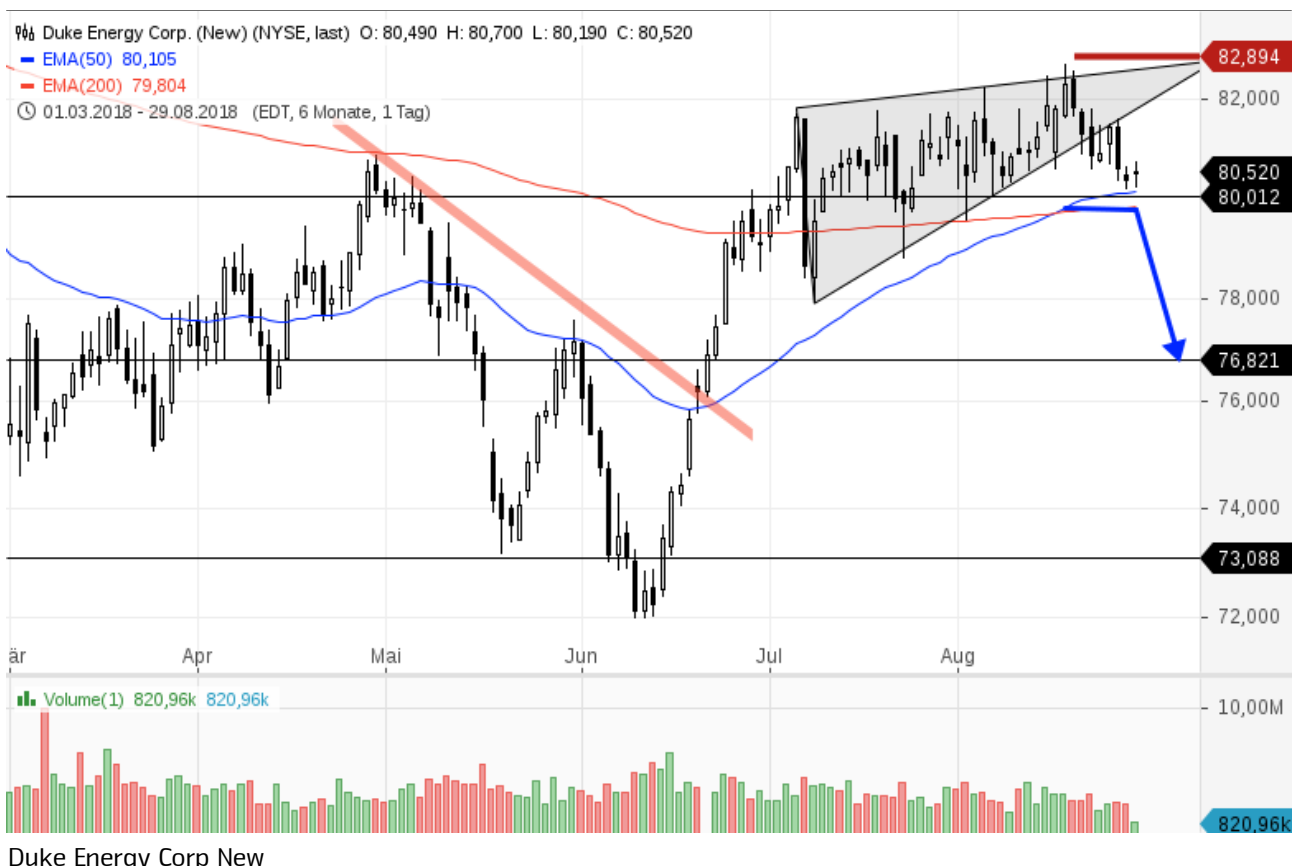 Duke Energy Corp. (New) (NYSE, last) O: 80,490 H: 80,700 L: 80,190 C: 80,520
EMA(50) 80,105
EMA(200) 79,804
01.03.2018 - 29.08.2018 (EDT, 6 Monate, 1 Tag)
82,894
82,000
80,520
80,012
78,000
76,821
76,000
74,000
73,088
72,000
är Apr Mai Jun Jul Aug
Volume(1) 820,96k 820,96k
10,00M
820,96k
Duke Energy Corp New